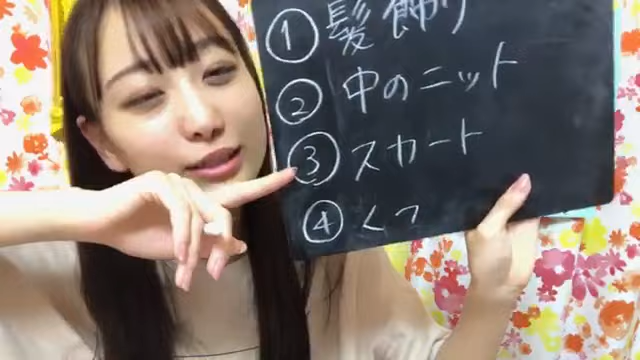 ① 髪飾り
② 中のニット
③ スカート
④ くつ